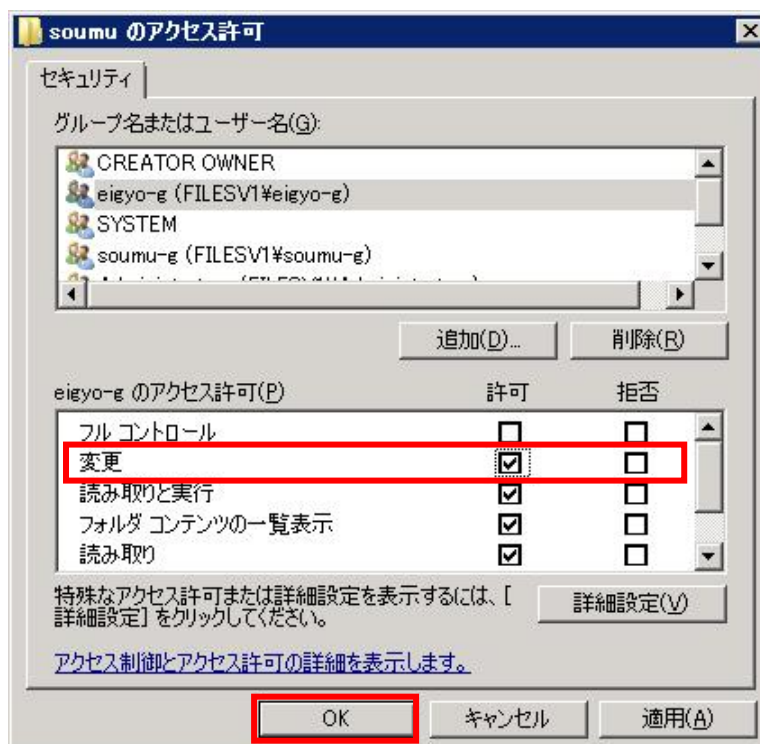 soumu のアクセス許可
セキュリティ
グループ名またはユーザー名(G):
CREATOR OWNER
eigyo-g (FILESV1¥eigyo-g)
SYSTEM
soumu-g (FILESV1¥soumu-g)
追加(D)...
削除(R)
eigyo-g のアクセス許可(P) 許可 拒否
フル コントロール
変更
読み取りと実行
フォルダ コンテンツの一覧表示
読み取り
特殊なアクセス許可または詳細設定を表示するには、[
詳細設定] をクリックしてください。
詳細設定(V)
アクセス制御とアクセス許可の詳細を表示します。
OK
キャンセル
適用(A)